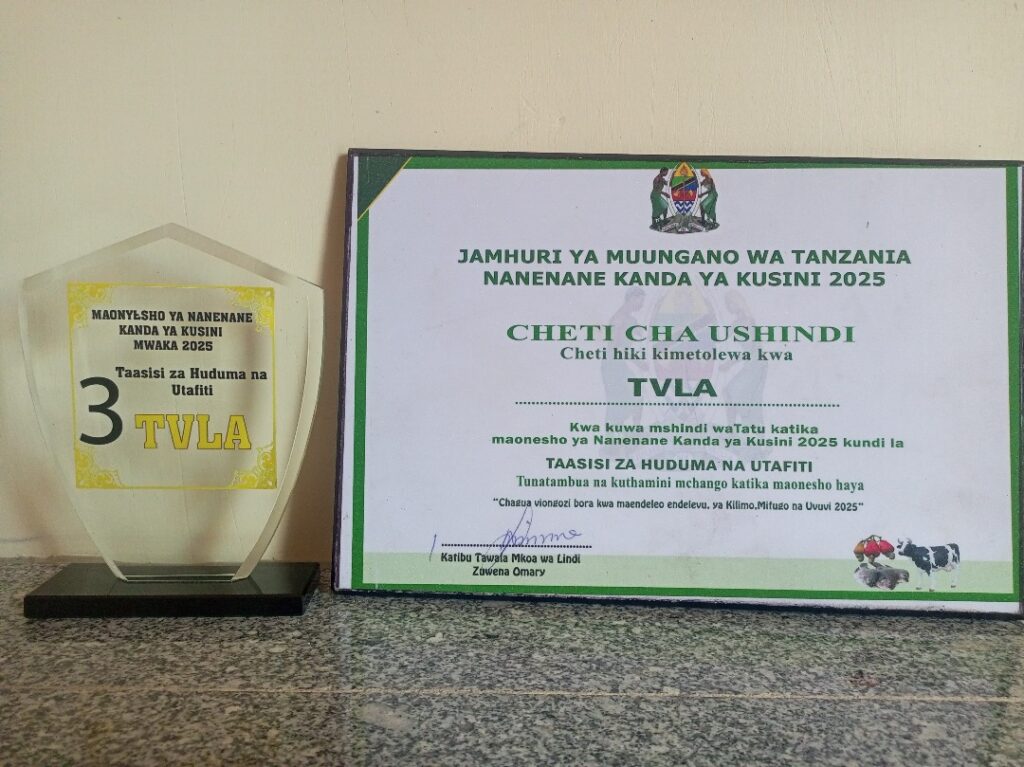 MAONYESHO YA NANENANE
KANDA YA KUSINI
MWAKA 2025
Taasisi za Huduma na
Utafiti
3
TVLA
JAMHURI YA MUUNGANO WA TANZANIA
NANENANE KANDA YA KUSINI 2025
CHETI CHA USHINDI
Cheti hiki kimetolewa kwa
TVLA
Kwa kuwa mshindi waTatu katika
maonesho ya Nanenane Kanda ya Kusini 2025 kundi la
TAASISI ZA HUDUMA NA UTAFITI
Tunatambua na kuthamini mchango katika maonesho haya
“Chagua viongozi bora kwa maendeleo endelevu, ya Kilimo,Mifugo na Uvuvi 2025”
Katibu Tawala Mkoa wa Lindi
Zuwena Omary